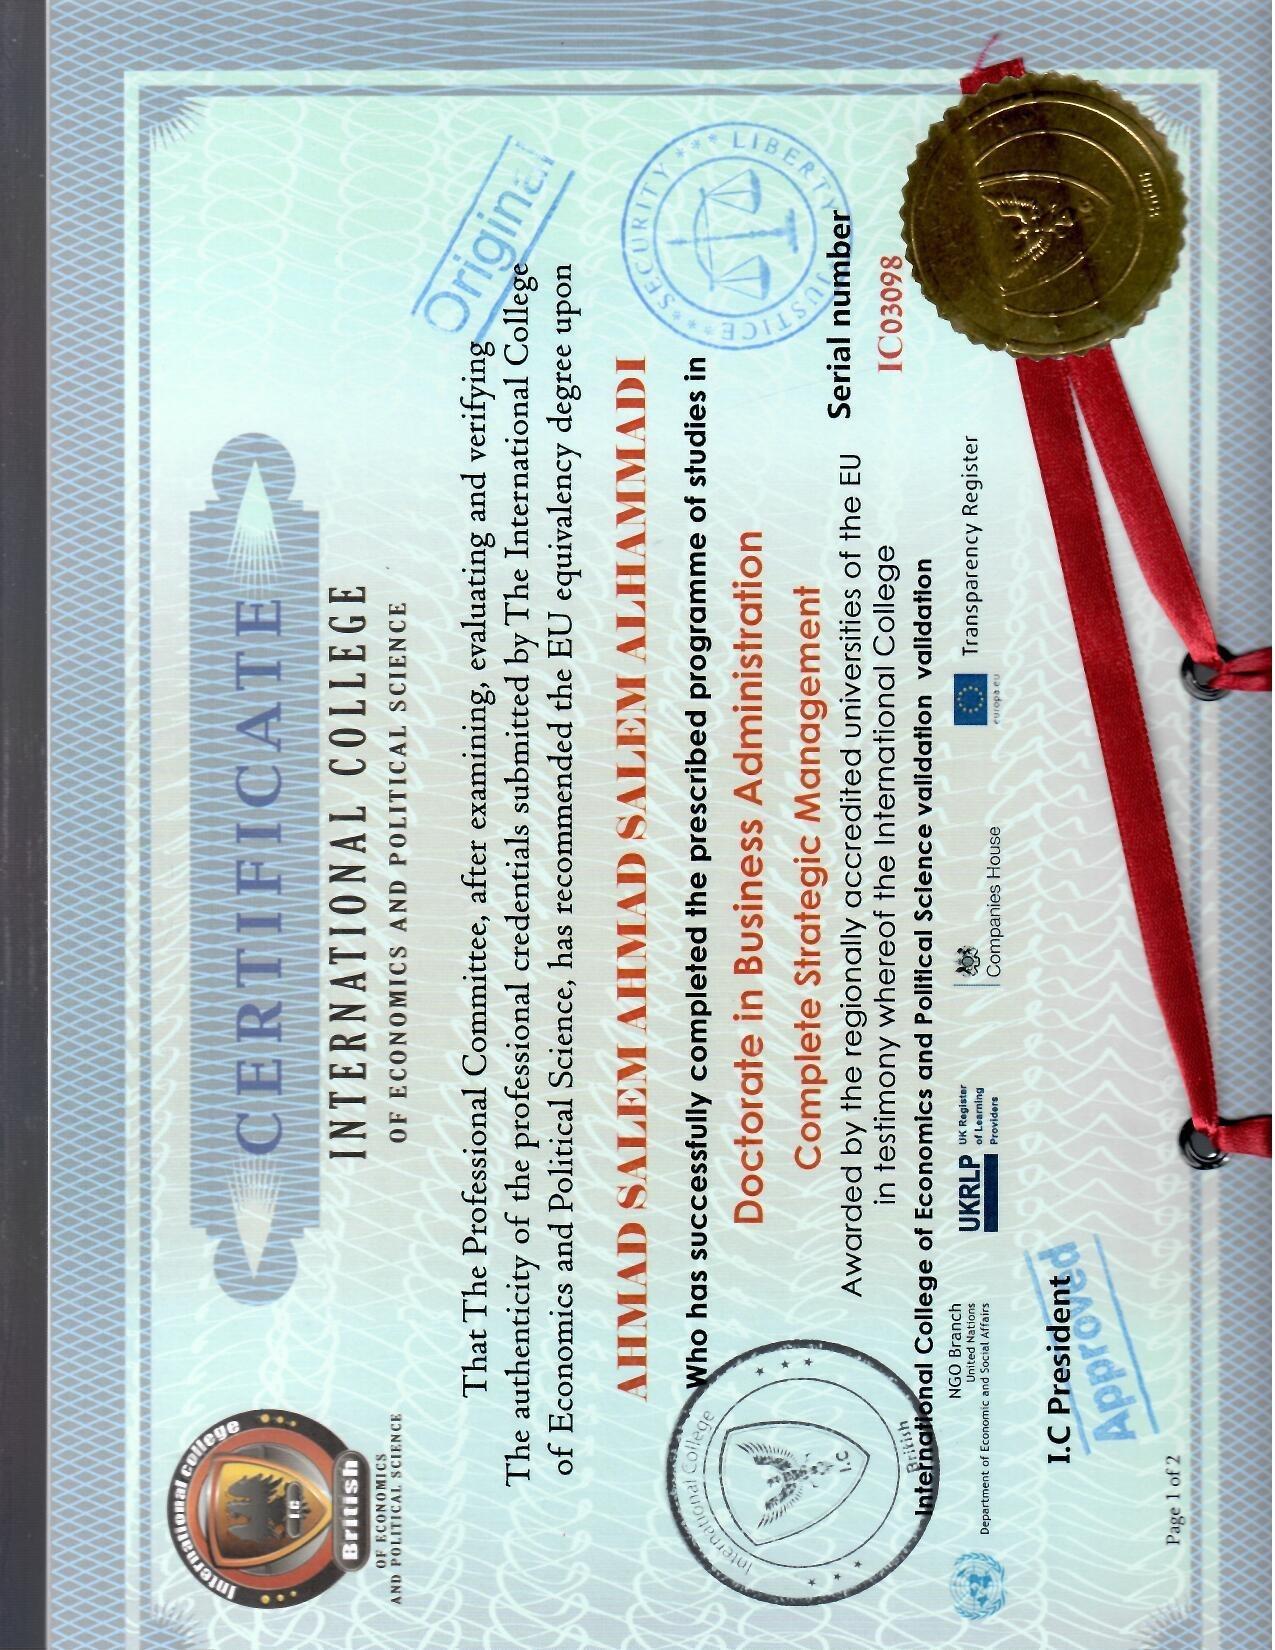 International college
I.C
British
OF ECONOMICS
AND POLITICAL SCIENCE
CERTIFICATE
INTERNATIONAL COLLEGE
OF ECONOMICS AND POLITICAL SCIENCE
Original
That The Professional Committee, after examining, evaluating and verifying
The authenticity of the professional credentials submitted by The International College
of Economics and Political Science, has recommended the EU equivalency degree upon
AHMAD SALEM AHMAD SALEM ALHAMMADI
Who has successfully completed the prescribed programme of studies in
Doctorate in Business Administration
Complete Strategic Management
Awarded by the regionally accredited universities of the EU
in testimony whereof the International College
International College of Economics and Political Science validation validation
International College
I.C
British
JUSTICE SECURITY LIBERTY
Serial number
IC03098
NGO Branch
United Nations
Department of Economic and Social Affairs
UKRLP
UK Register
of Learning
Providers
Companies House
europa.eu
Transparency Register
I.C President
Approved
Page 1 of 2